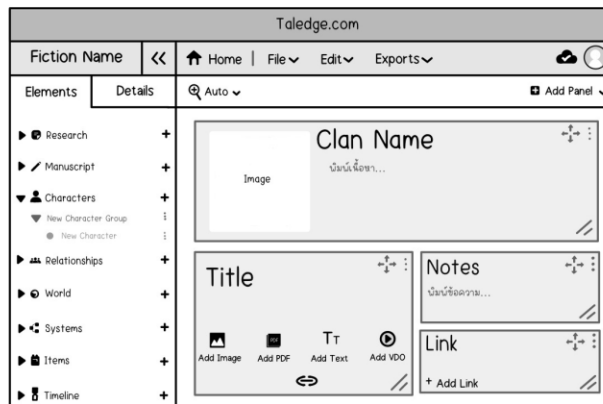 Taledge.com
Fiction Name
Home | File Edit Exports
Elements Details
Auto
Add Panel
Research
Manuscript
Characters
New Character Group
New Character
Relationships
World
Systems
Items
Timeline
Image
Clan Name
พิมพ์เนื้อหา...
Title
Add Image
PDF
Add PDF
TT
Add Text
Add VDO
Notes
พิมพ์ข้อความ...
Link
+ Add Link